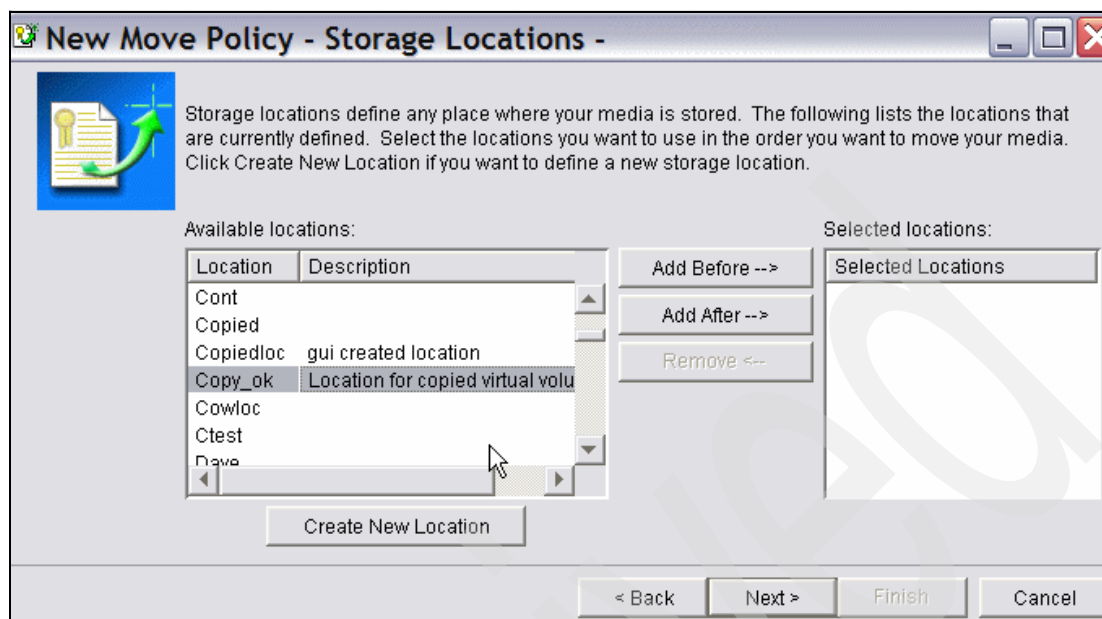 New Move Policy - Storage Locations -
Storage locations define any place where your media is stored. The following lists the locations that
are currently defined. Select the locations you want to use in the order you want to move your media.
Click Create New Location if you want to define a new storage location.
Available locations:
Selected locations:
Location Description
Add Before -->
Selected Locations
Cont
Add After -->
Copied
Copiedloc gui created location
Remove <--
Copy_ok Location for copied virtual volu
Cowloc
Ctest
Dave
Create New Location
< Back Next > Finish Cancel